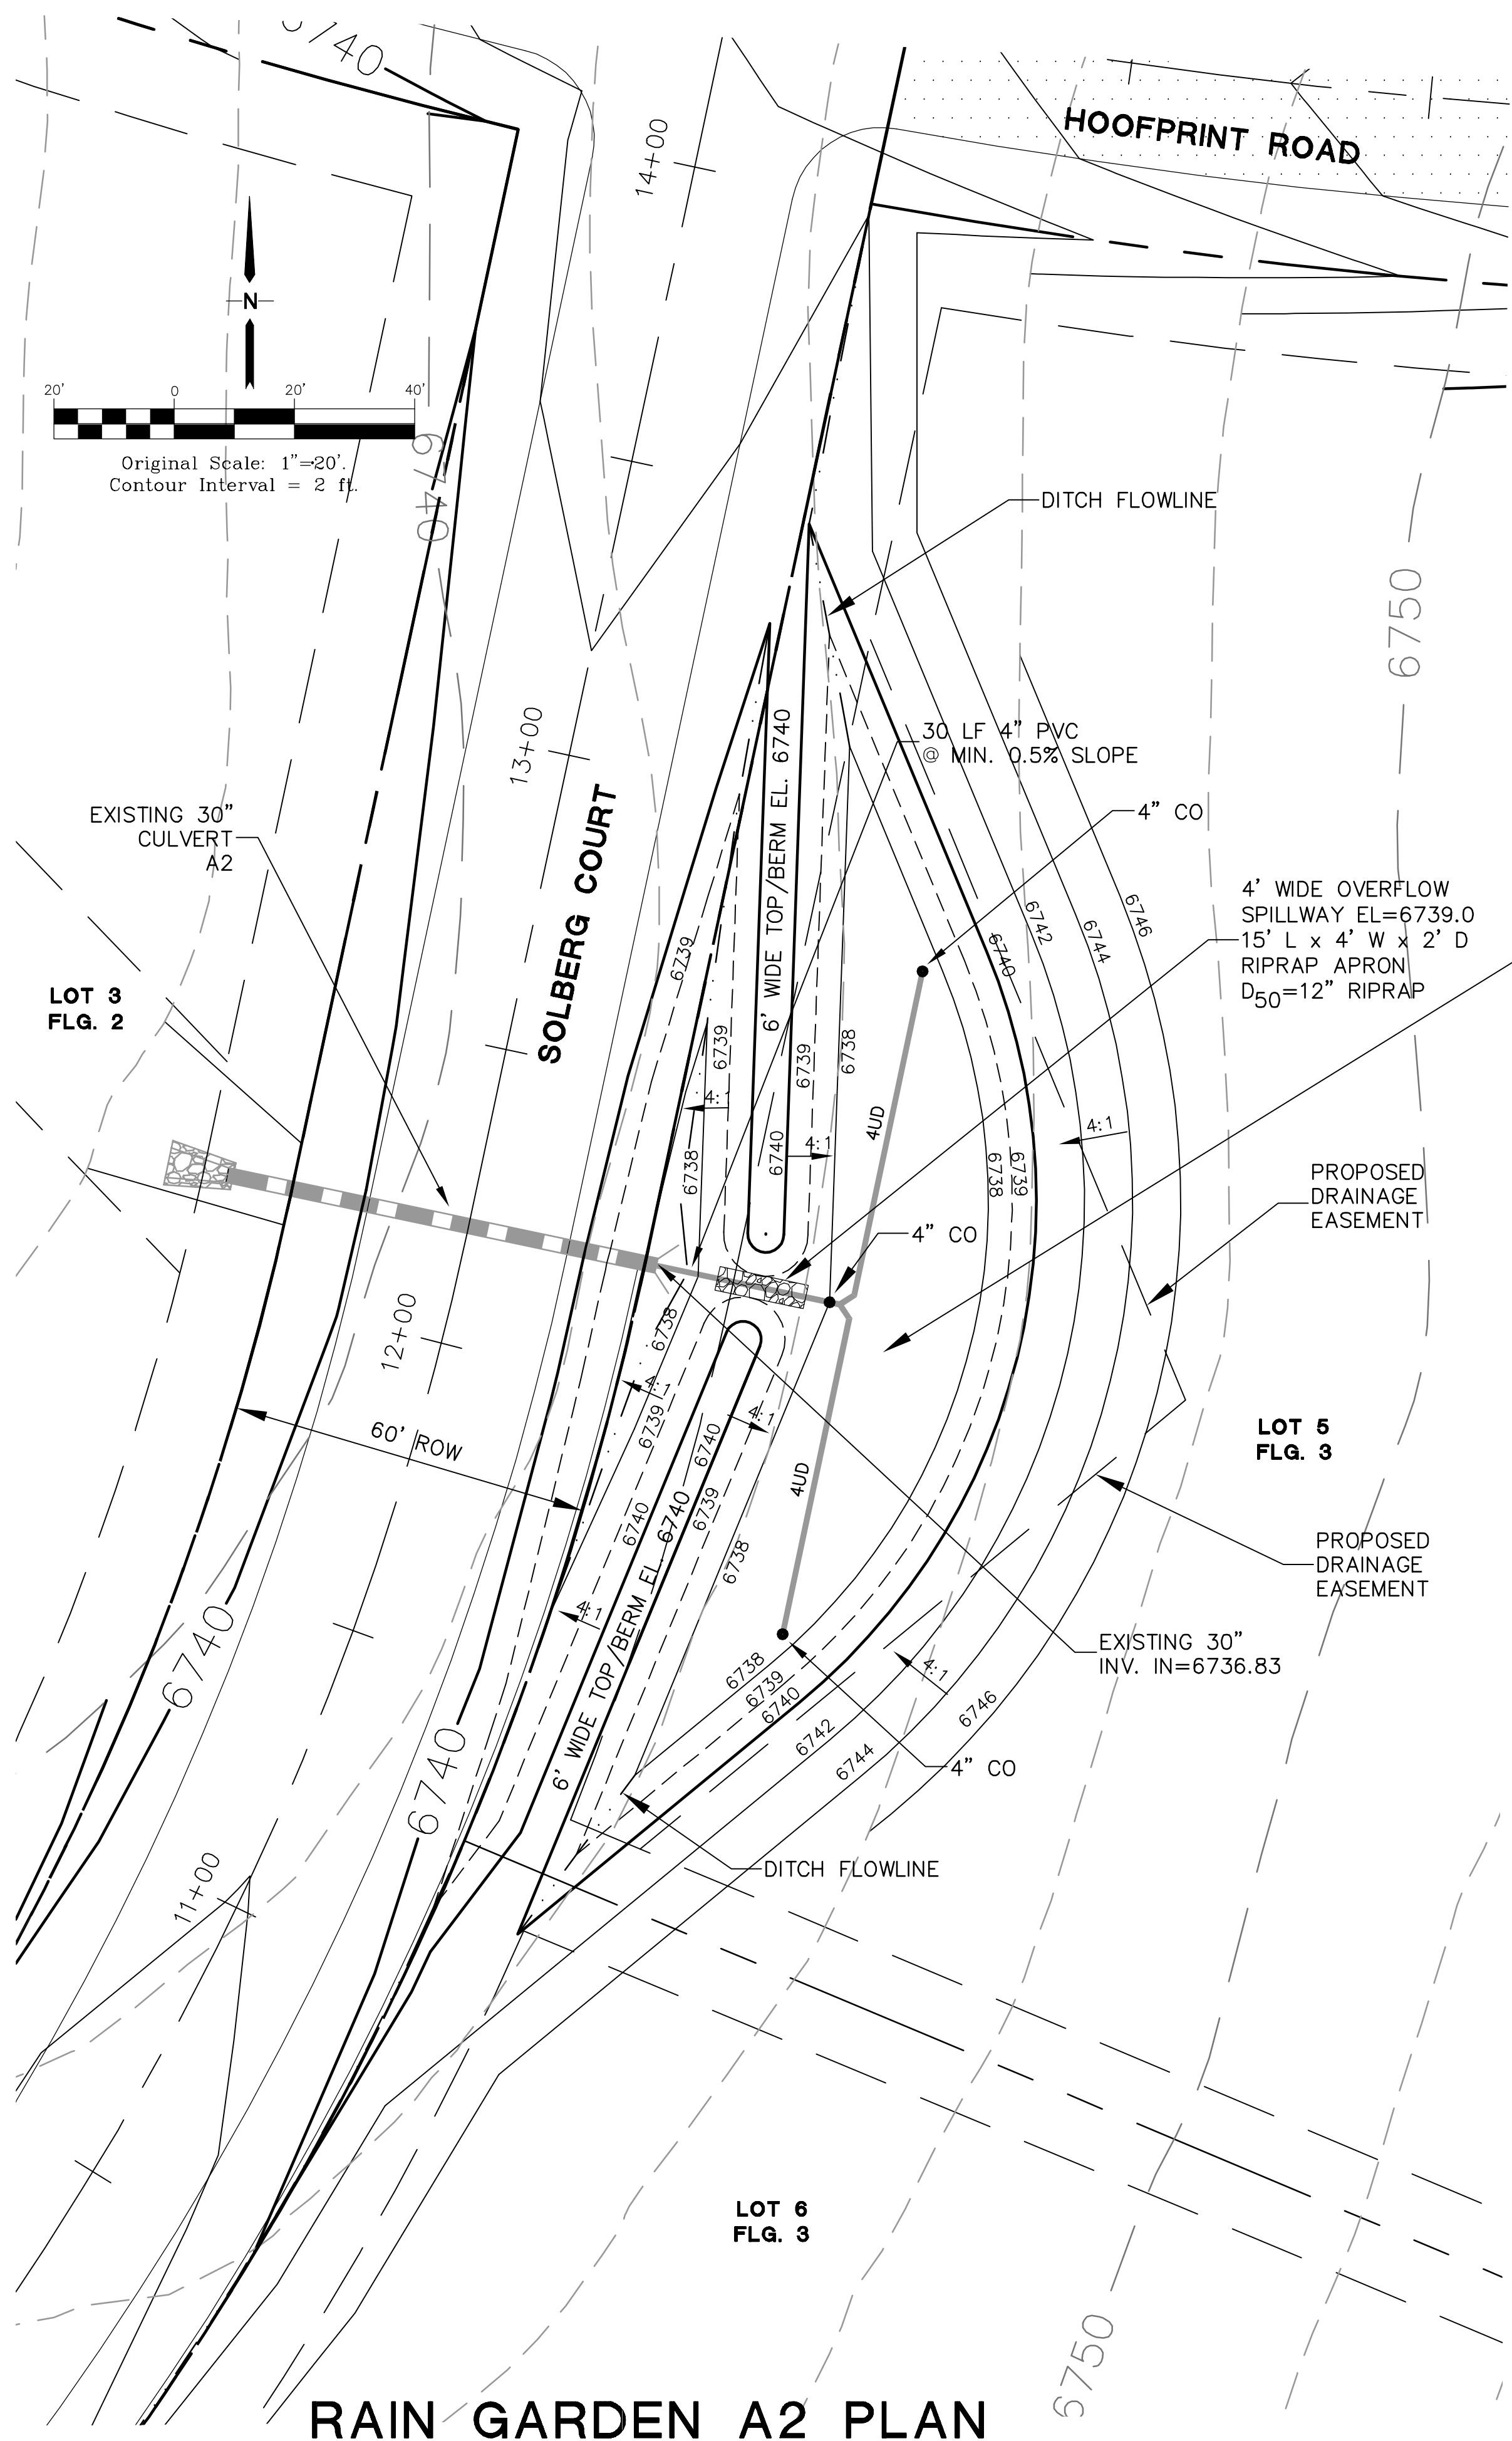 6740
HOOFPRINT ROAD
14+00
N
20' 0 20' 40'
Original Scale: 1"=20'.
Contour Interval = 2 ft.
6740
DITCH FLOWLINE
6750
13+00
SOLBERG COURT
6' WIDE TOP/BERM EL. 6740
30 LF 4" PVC
@ MIN. 0.5% SLOPE
EXISTING 30"
CULVERT
A2
4" CO
4' WIDE OVERFLOW
SPILLWAY EL=6739.0
15' L x 4' W x 2' D
RIPRAP APRON
D50=12" RIPRAP
6739
6740
6742
6744
6746
LOT 3
FLG. 2
6739
6739
6738
4:1
4:1
4UD
4:1
6738
6740
6738
6739
PROPOSED
DRAINAGE
EASEMENT
4" CO
12+00
6738
4:1
6739
6740
4:1
60' ROW
LOT 5
FLG. 3
4UD
6740
6739
6738
6' WIDE TOP/BERM EL. 6740
4:1
PROPOSED
DRAINAGE
EASEMENT
EXISTING 30"
INV. IN=6736.83
6740
6740
6738
6739
6740
6742
6744
6746
4:1
4" CO
DITCH FLOWLINE
11+00
LOT 6
FLG. 3
6750
RAIN GARDEN A2 PLAN